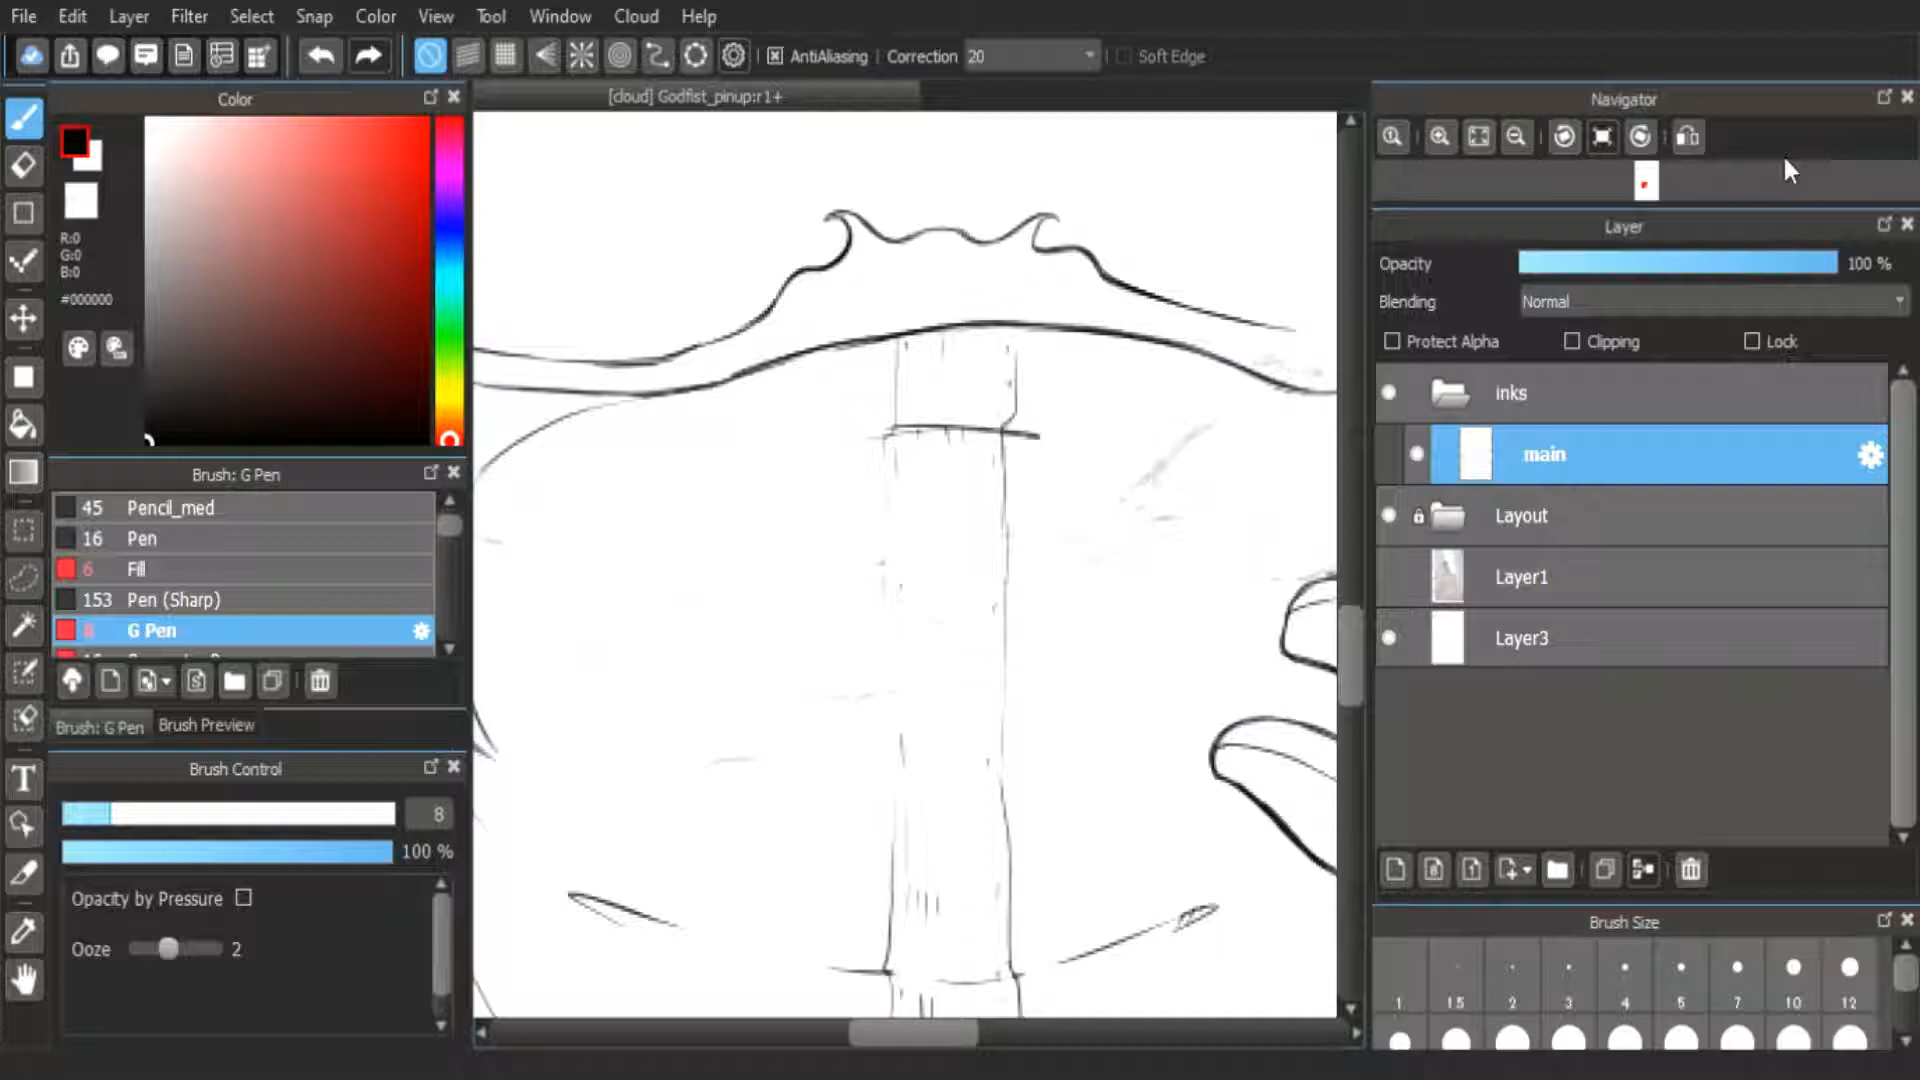 File Edit Layer Filter Select Snap Color View Tool Window Cloud Help
AntiAliasing Correction 20 Soft Edge
Color
[cloud] Godfist_pinup:r1+
Navigator
R:0
G:0
B:0
#000000
Layer
Opacity 100 %
Blending Normal
Protect Alpha Clipping Lock
inks
main
Layout
Layer1
Layer3
Brush: G Pen
45 Pencil_med
16 Pen
6 Fill
153 Pen (Sharp)
8 G Pen
Brush: G Pen Brush Preview
Brush Control
8
100 %
Opacity by Pressure
Ooze 2
Brush Size
1 1.5 2 3 4 5 7 10 12